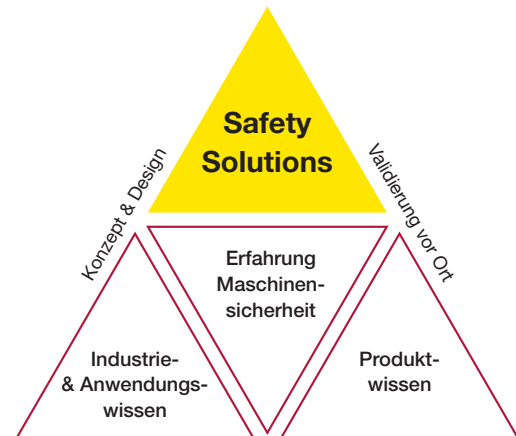 Safety
Solutions
Konzept & Design
Validierung vor Ort
Erfahrung
Maschinen-
sicherheit
Industrie-
& Anwendungs-
wissen
Produkt-
wissen